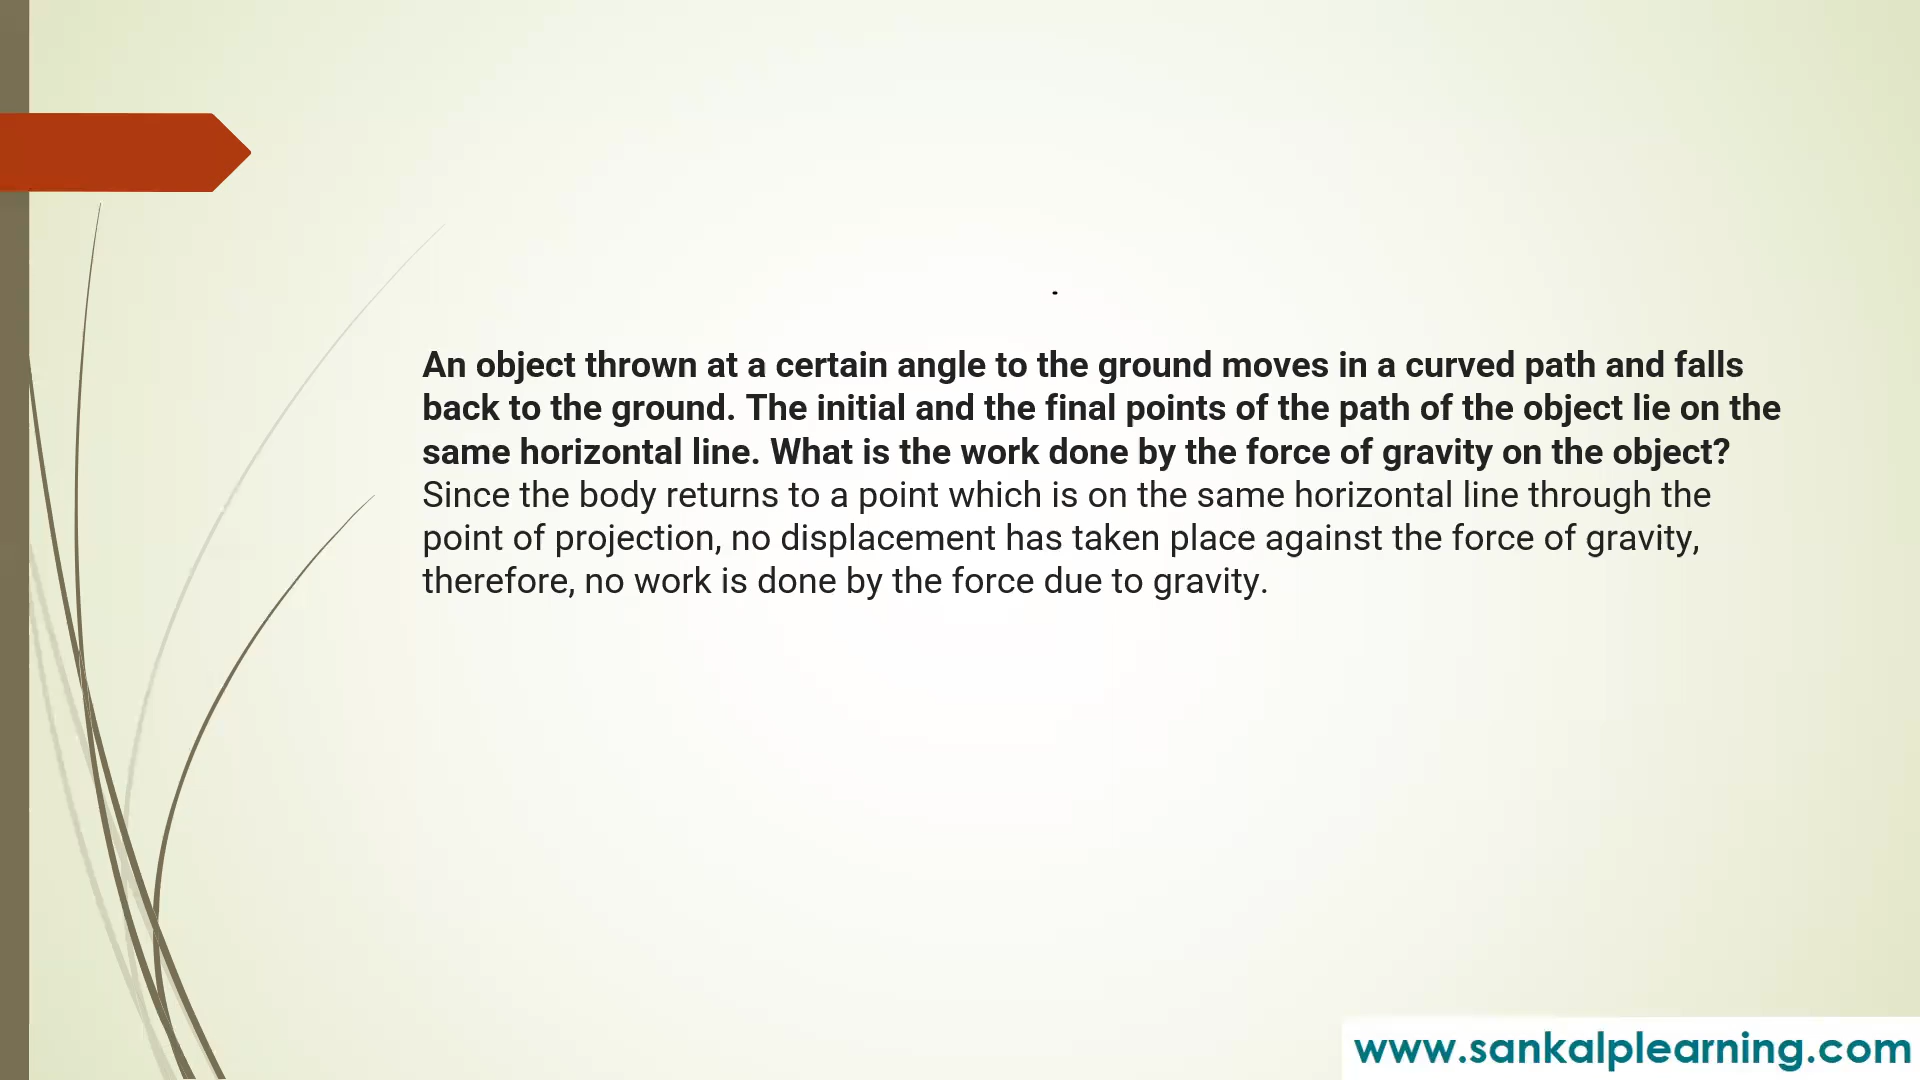 An object thrown at a certain angle to the ground moves in a curved path and falls
back to the ground. The initial and the final points of the path of the object lie on the
same horizontal line. What is the work done by the force of gravity on the object?
Since the body returns to a point which is on the same horizontal line through the
point of projection, no displacement has taken place against the force of gravity,
therefore, no work is done by the force due to gravity.
www.sankalplearning.com